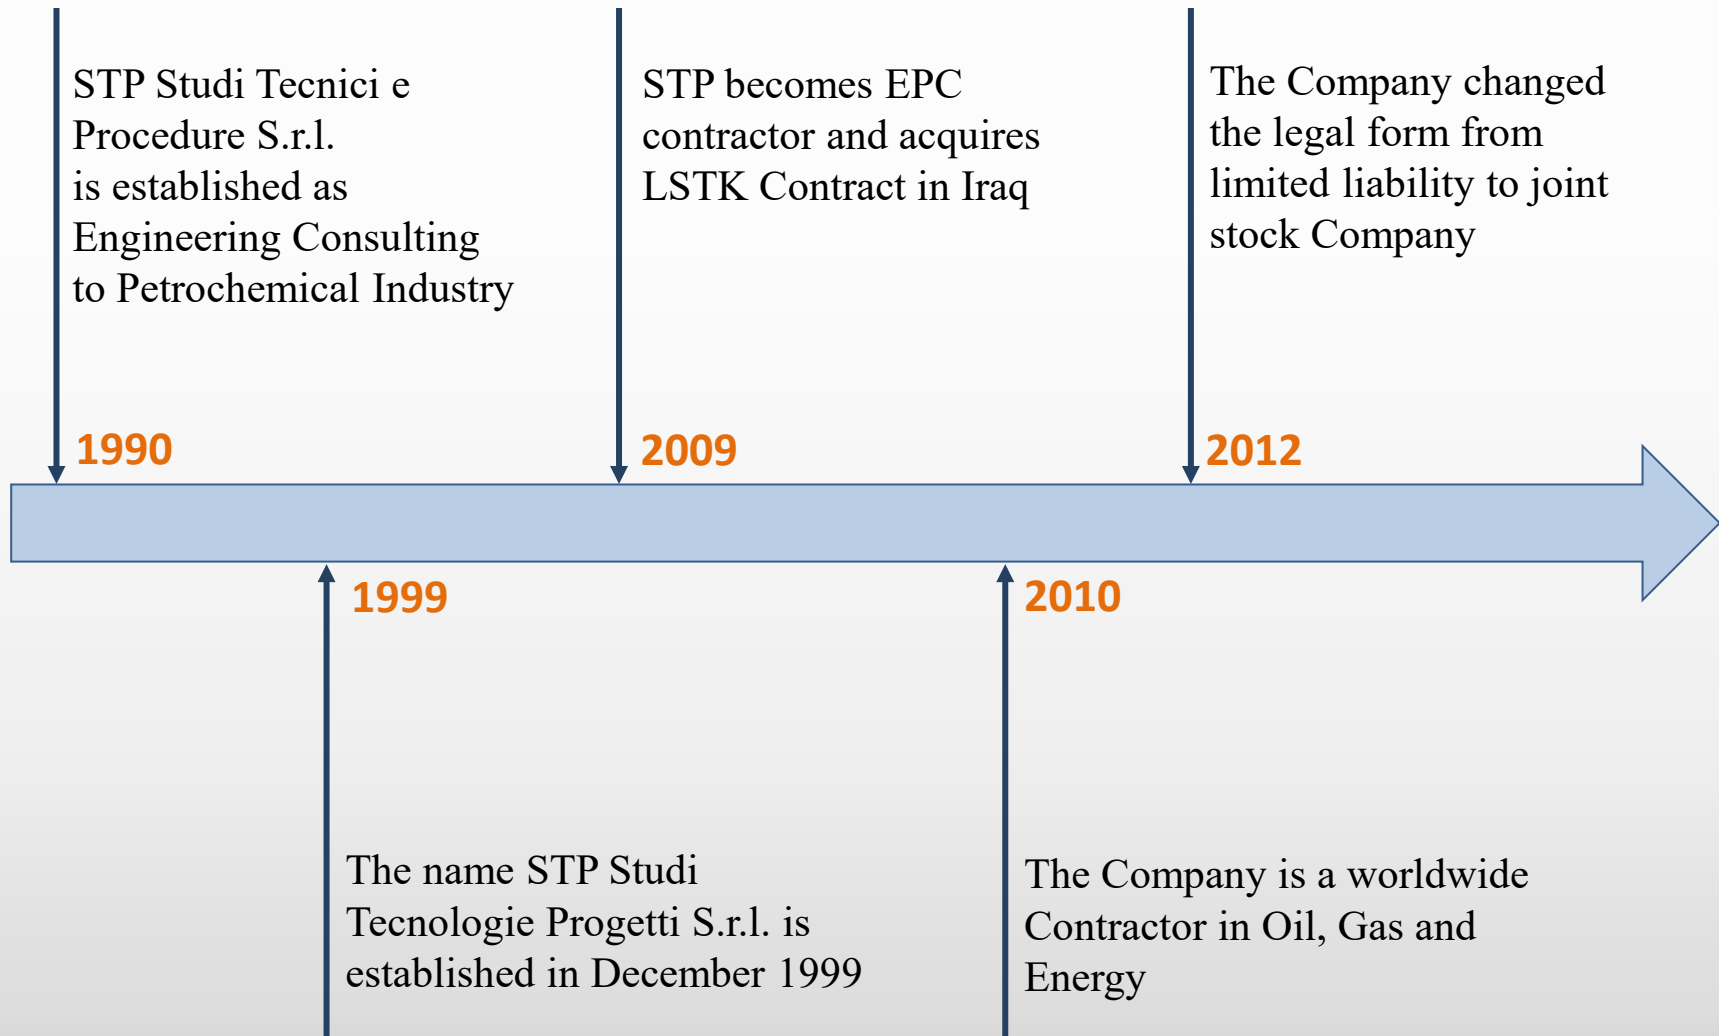 STP Studi Tecnici e
Procedure S.r.l.
is established as
Engineering Consulting
to Petrochemical Industry
1990
STP becomes EPC
contractor and acquires
LSTK Contract in Iraq
2009
The Company changed
the legal form from
limited liability to joint
stock Company
2012
1999
The name STP Studi
Tecnologie Progetti S.r.l. is
established in December 1999
2010
The Company is a worldwide
Contractor in Oil, Gas and
Energy